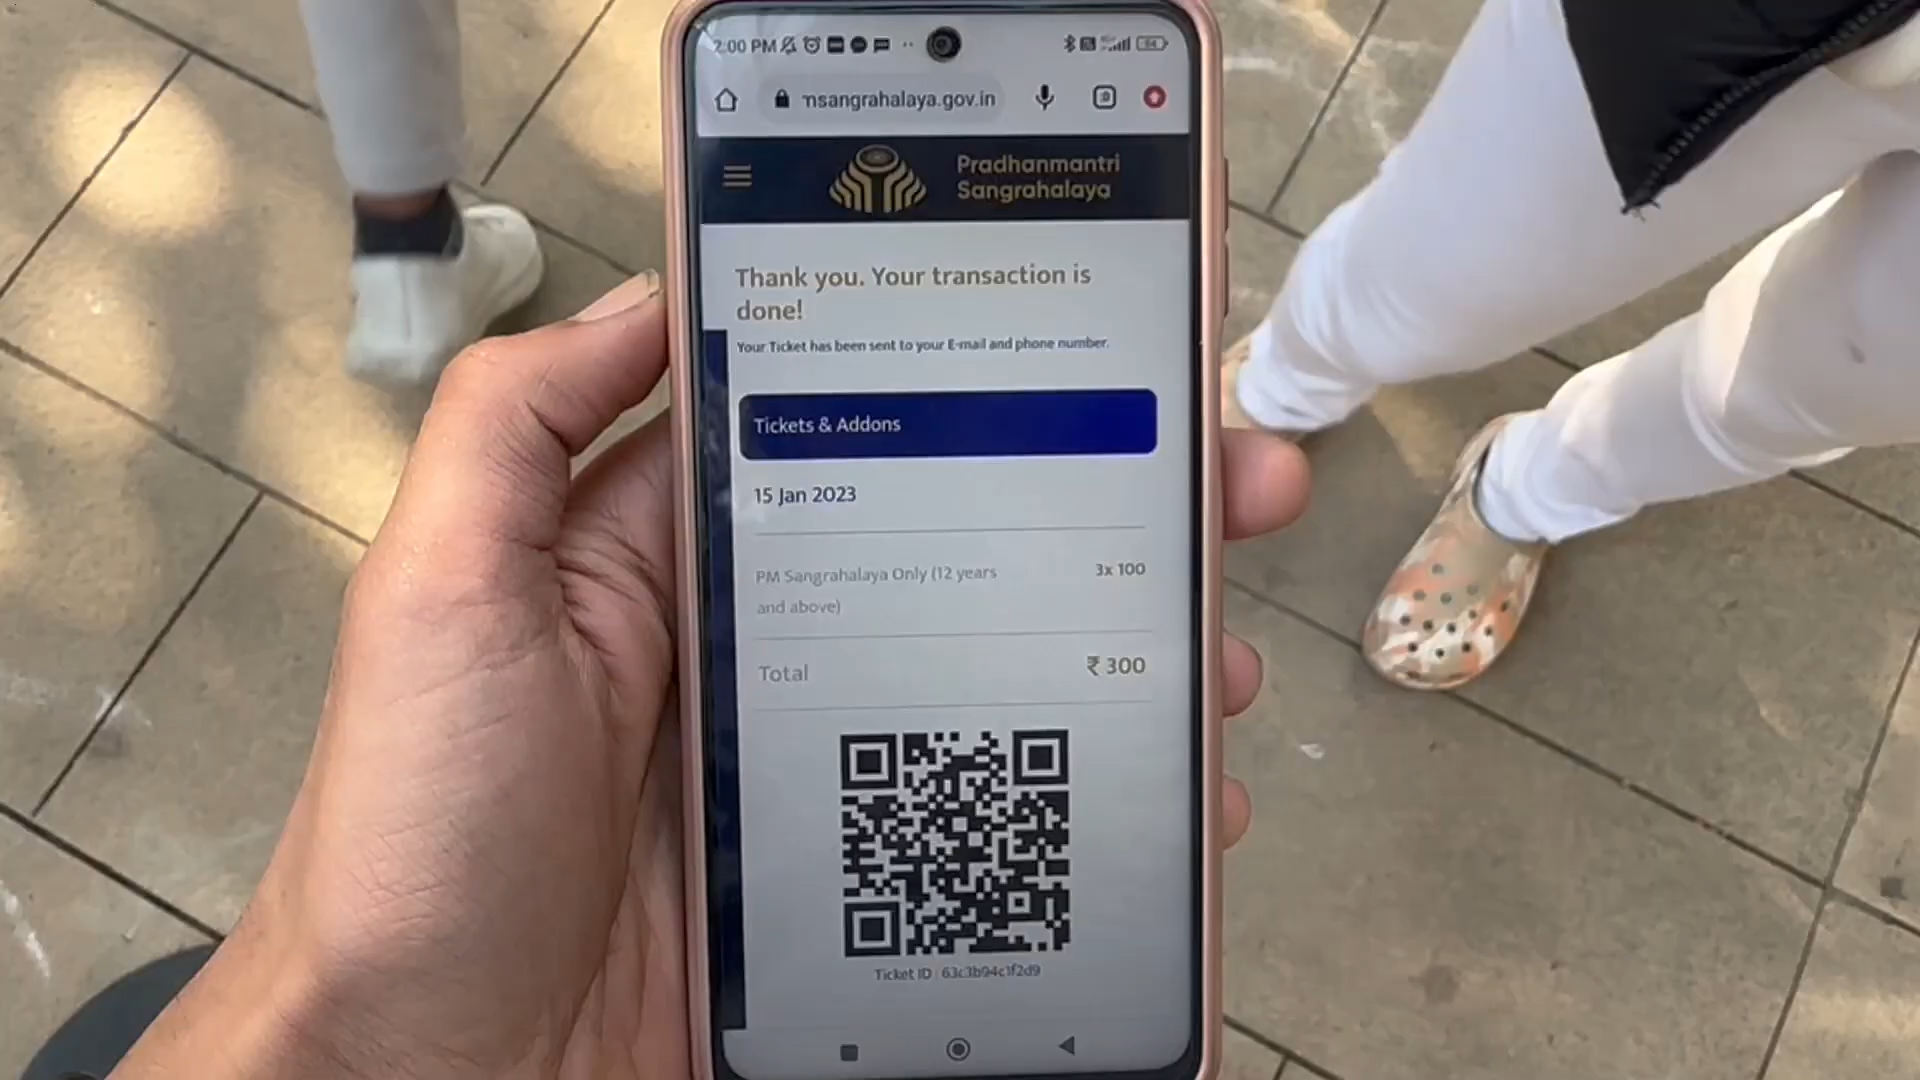 2:00 PM
msangrahalaya.gov.in
Pradhanmantri
Sangrahalaya
Thank you. Your transaction is
done!
Your Ticket has been sent to your E-mail and phone number.
Tickets & Addons
15 Jan 2023
PM Sangrahalaya Only (12 years
and above)
3x 100
Total
₹ 300
Ticket ID : 63c3b94c1f2d9